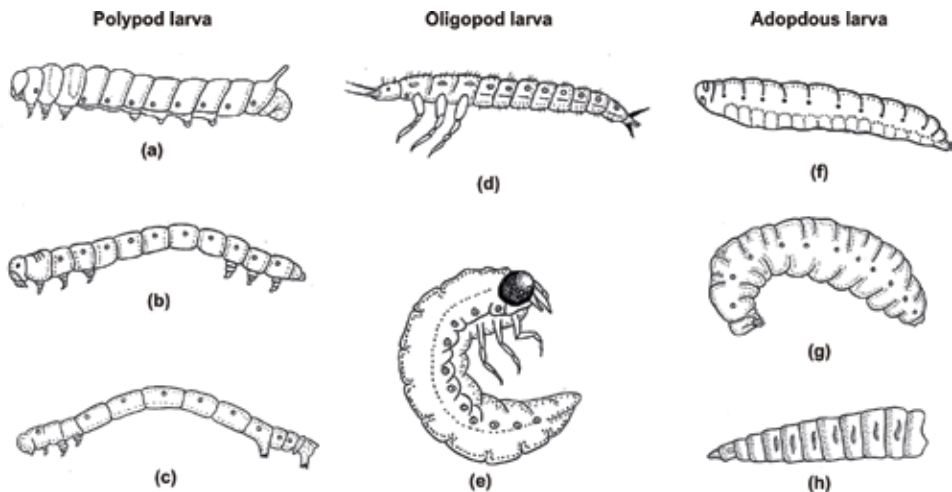 Polypod larva
Oligopod larva
Adopdous larva
(a)
(d)
(f)
(b)
(g)
(c)
(e)
(h)